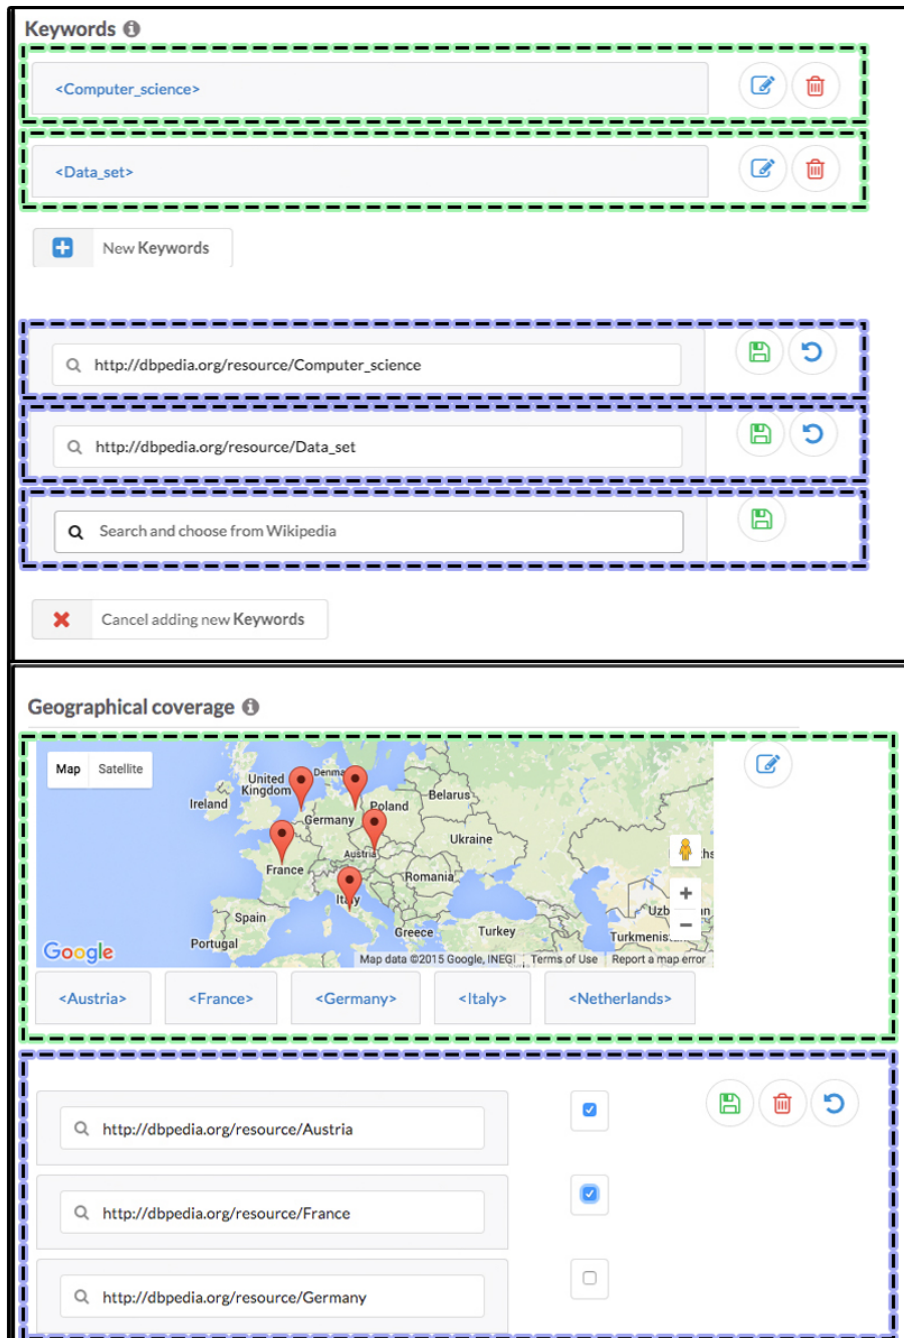 Keywords
<Computer_science>
<Data_set>
New Keywords
http://dbpedia.org/resource/Computer_science
http://dbpedia.org/resource/Data_set
Search and choose from Wikipedia
Cancel adding new Keywords
Geographical coverage
Map Satellite
United
Kingdom
Denma
Ireland
Poland
Belarus
Germany
Ukraine
Austria
France
Romania
Italy
Spain
Uzb
Portugal
Greece
Turkey
Turkmenis
Google
Map data ©2015 Google, INEGI Terms of Use Report a map error
<Austria> <France> <Germany> <Italy> <Netherlands>
http://dbpedia.org/resource/Austria
http://dbpedia.org/resource/France
http://dbpedia.org/resource/Germany